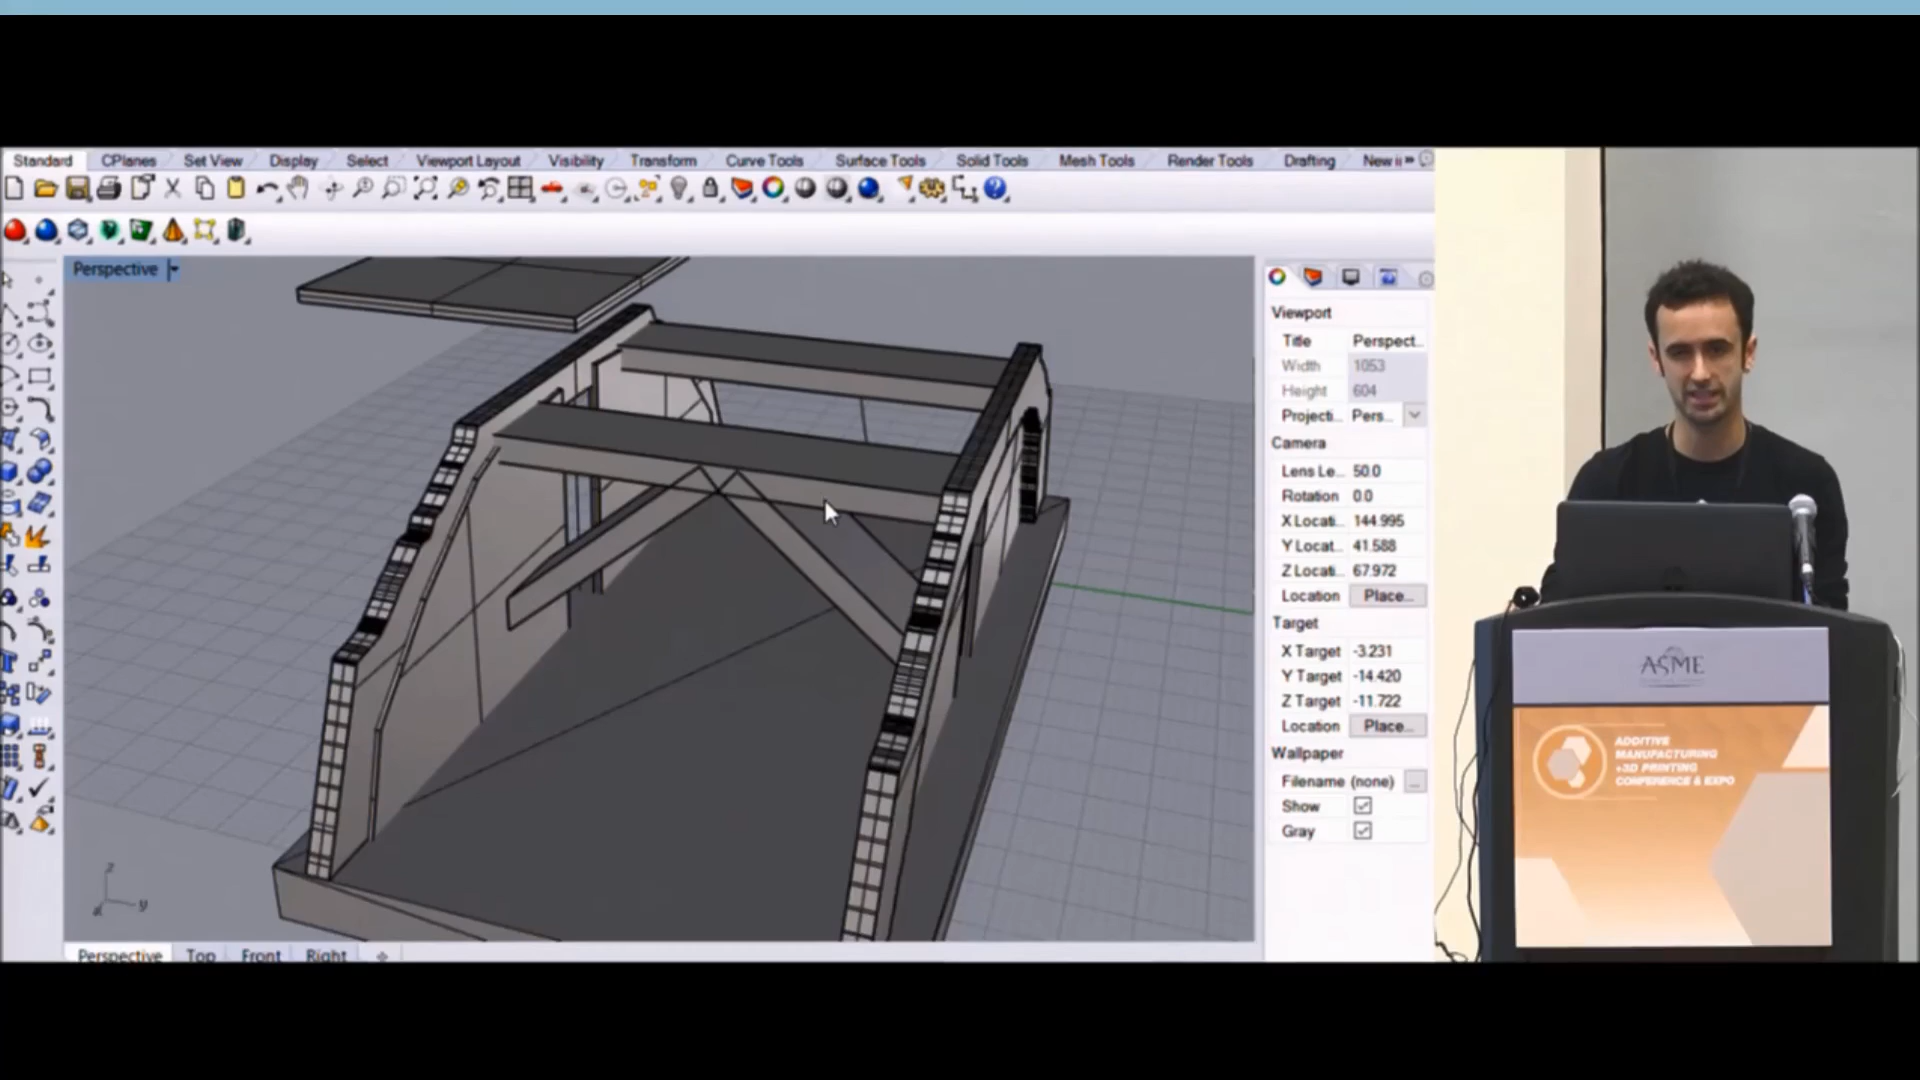 Standard CPlanes Set View Display Select Viewport Layout Visibility Transform Curve Tools Surface Tools Solid Tools Mesh Tools Render Tools Drafting New i
Perspective
Viewport
Title Perspect...
Width 1053
Height 604
Projecti... Pers...
Camera
Lens Le... 50.0
Rotation 0.0
X Locati... 144.995
Y Locat... 41.588
Z Locati... 67.972
Location Place...
Target
X Target -3.231
Y Target -14.420
Z Target -11.722
Location Place...
Wallpaper
Filename (none) ...
Show
Gray
z
x y
Perspective Top Front Right
ASME
ADDITIVE
MANUFACTURING
+3D PRINTING
CONFERENCE & EXPO